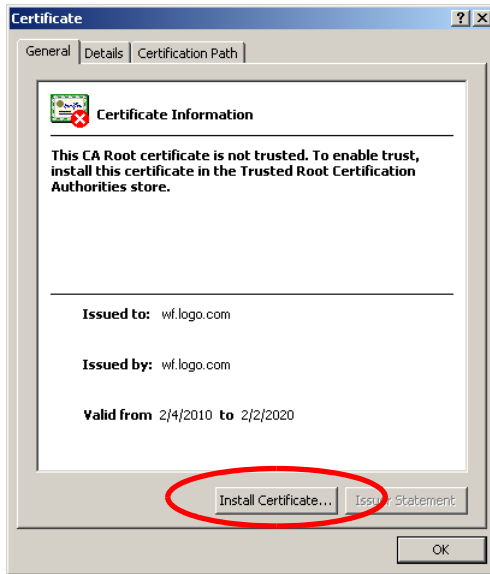 Certificate
General Details Certification Path
Certificate Information
This CA Root certificate is not trusted. To enable trust,
install this certificate in the Trusted Root Certification
Authorities store.
Issued to: wf.logo.com
Issued by: wf.logo.com
Valid from 2/4/2010 to 2/2/2020
Install Certificate... Issuer Statement
OK